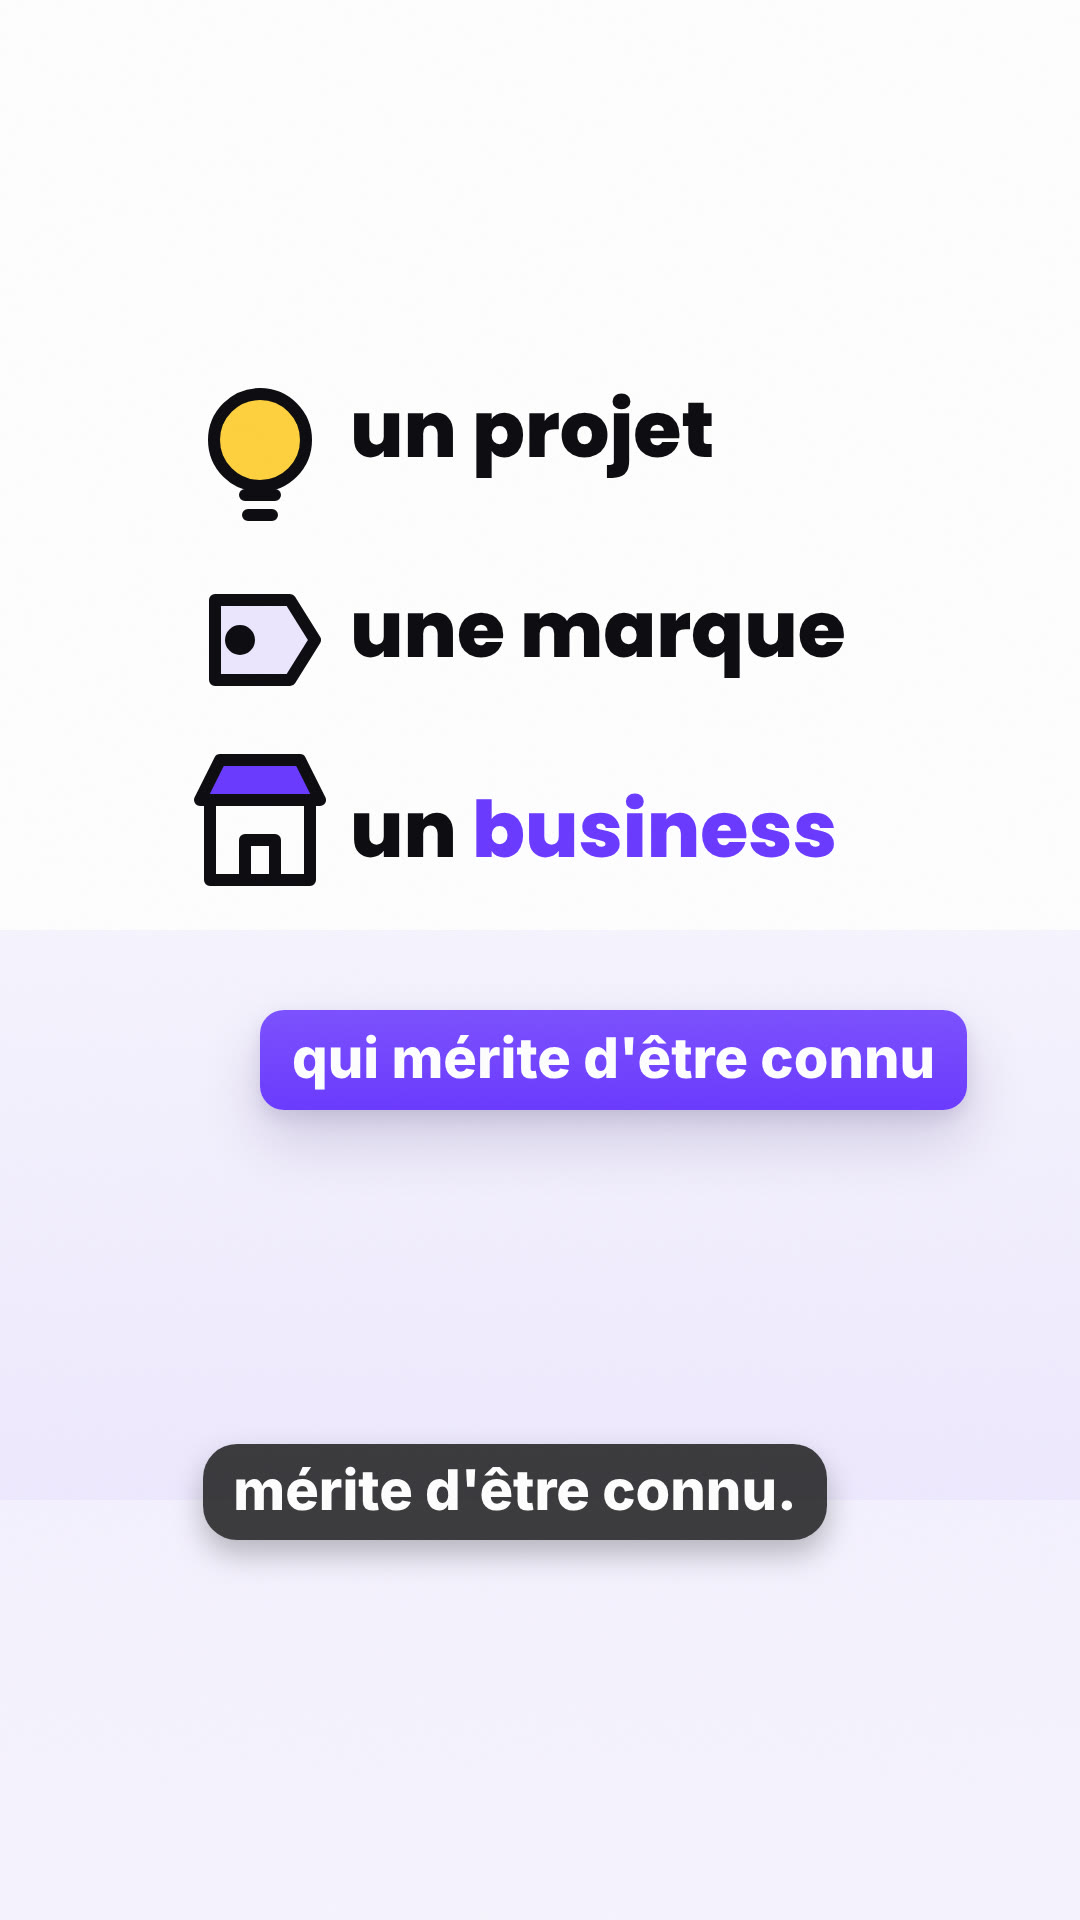 un projet
une marque
un business
qui mérite d'être connu
mérite d'être connu.